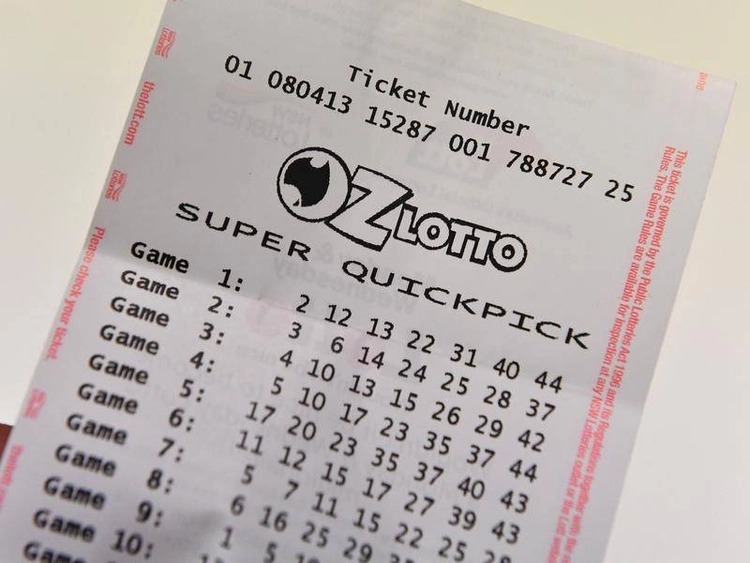 Ticket Number
01 080413 15287 001 788727 25
OZ LOTTO
SUPER QUICKPICK
Game 1: 2 12 13 22 31 40 44
Game 2: 3 6 14 24 25 28 37
Game 3: 4 10 13 15 26 29 42
Game 4: 5 10 17 23 35 37 44
Game 5: 17 20 23 35 37 40 43
Game 6: 11 12 15 17 27 39 43
Game 7: 5 7 11 15 22 25 28
Game 8: 6 16 25 29
Game 9: 1 5
Game 10:
thelott.com
Please check your ticket.
This ticket is governed by the Public Lotteries Act 1996 and its Regulations together with the
Rules. The Game Rules are available for inspection at any NSW Lotteries outlet or the Lott